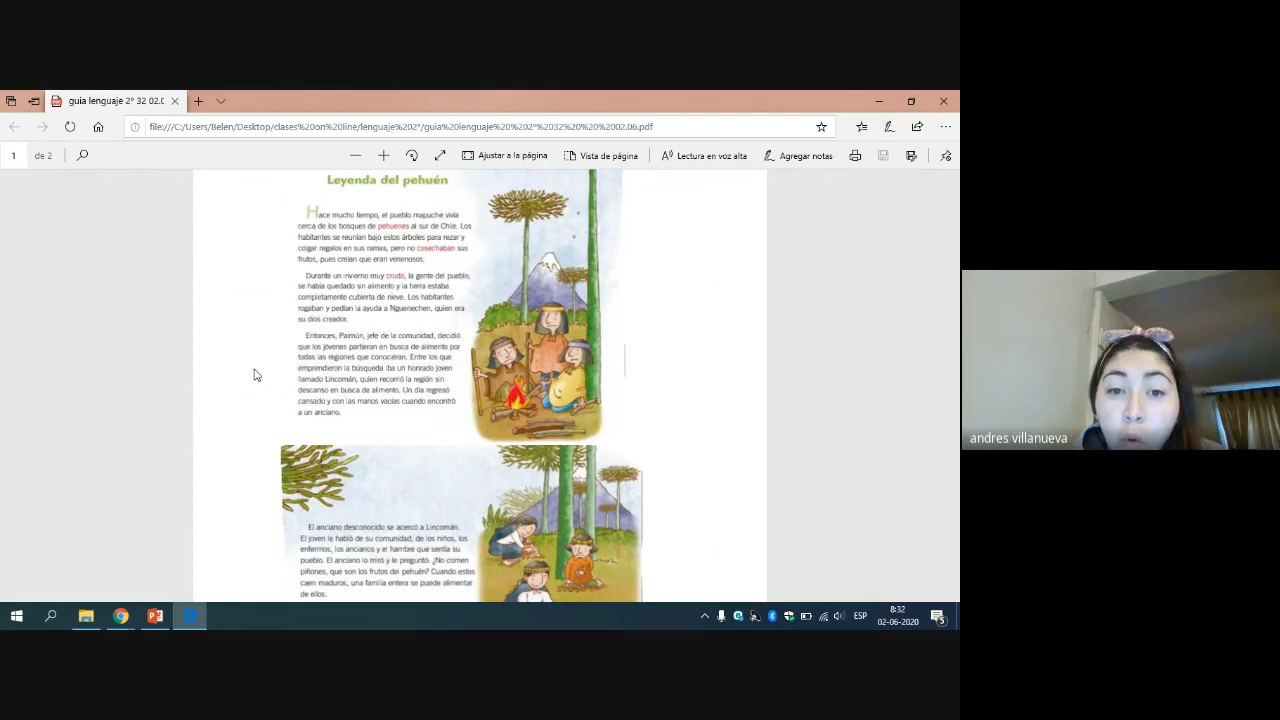 guia lenguaje 2° 32 02.0
file:///C:/Users/Belen/Desktop/clases%20on%20line/lenguaje%202°/guia%20lenguaje%20%202°%2032%20%20%2002.06.pdf
1 de 2
Ajustar a la página
Vista de página
Lectura en voz alta
Agregar notas
Leyenda del pehuén
Hace mucho tiempo, el pueblo mapuche vivía
cerca de los bosques de pehuenes al sur de Chile. Los
habitantes se reunían bajo estos árboles para rezar y
colgar regalos en sus ramas, pero no cosechaban sus
frutos, pues creían que eran venenosos.
Durante un invierno muy crudo, la gente del pueblo,
se había quedado sin alimento y la tierra estaba
completamente cubierta de nieve. Los habitantes
rogaban y pedían la ayuda a Nguenechen, quien era
su dios creador.
Entonces, Paimún, jefe de la comunidad, decidió
que los jóvenes partieran en busca de alimento por
todas las regiones que conocieran. Entre los que
emprendieron la búsqueda iba un honrado joven
llamado Lincomán, quien recorrió la región sin
descanso en busca de alimento. Un día regresó
cansado y con las manos vacías cuando encontró
a un anciano.
El anciano desconocido se acercó a Lincomán.
El joven le habló de su comunidad, de los niños, los
enfermos, los ancianos y el hambre que sentía su
pueblo. El anciano lo miró y le preguntó: ¿No comen
piñones, que son los frutos del pehuén? Cuando estos
caen maduros, una familia entera se puede alimentar
de ellos.
andres villanueva
ESP
8:32
02-06-2020
5